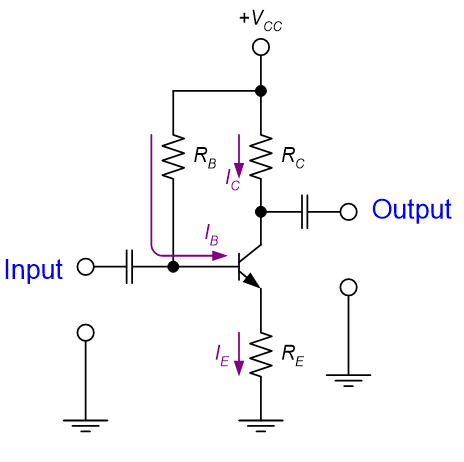 +VCC
RB
RC
IC
Output
IB
Input
IE
RE